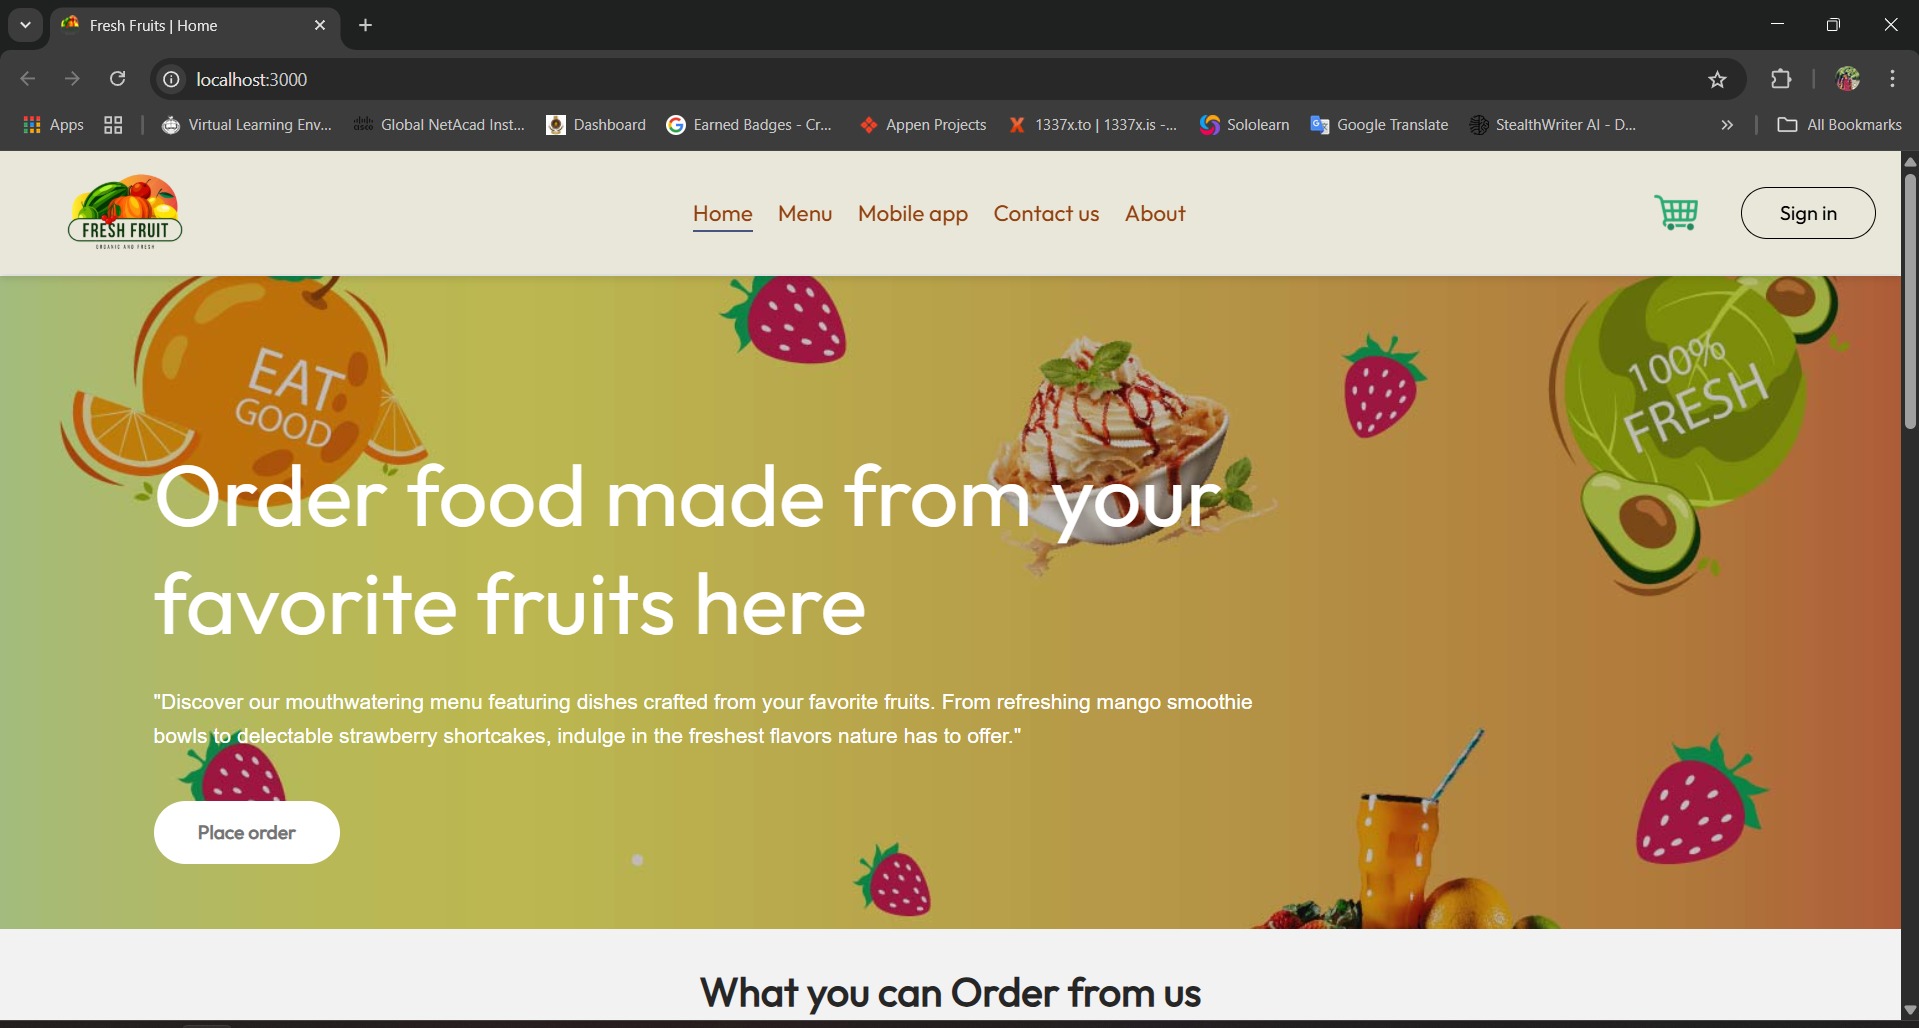 Fresh Fruits | Home
localhost:3000
Apps
Virtual Learning Env...
Global NetAcad Inst...
Dashboard
Earned Badges - Cr...
Appen Projects
1337x.to | 1337x.is -...
Sololearn
Google Translate
StealthWriter AI - D...
All Bookmarks
FRESH FRUIT
ORGANIC AND FRESH
Home
Menu
Mobile app
Contact us
About
Sign in
EAT
GOOD
100%
FRESH
Order food made from your
favorite fruits here
"Discover our mouthwatering menu featuring dishes crafted from your favorite fruits. From refreshing mango smoothie
bowls to delectable strawberry shortcakes, indulge in the freshest flavors nature has to offer."
Place order
What you can Order from us